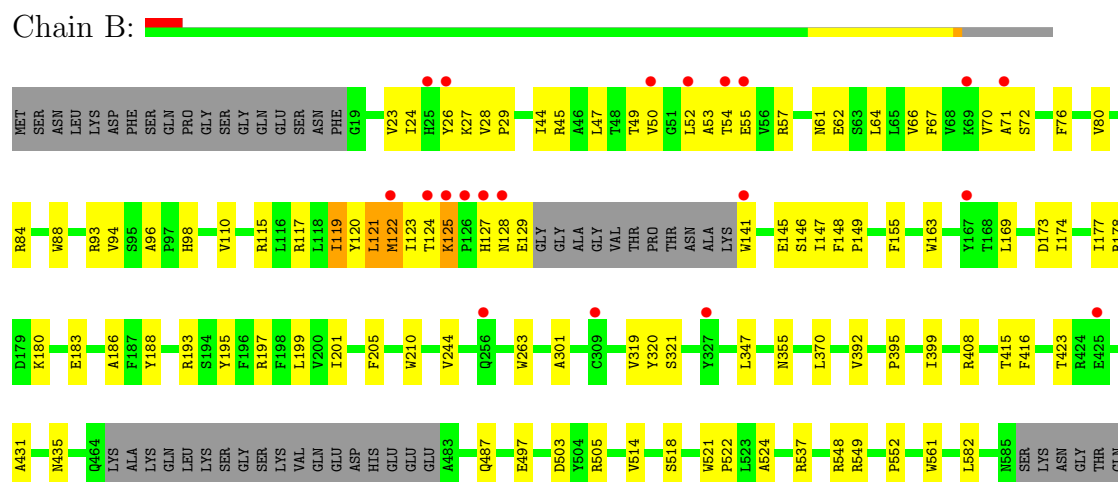 Chain B:
MET SER ASN LEU LYS ASP PHE SER GLN PRO GLY SER GLY GLN GLU SER ASN PHE G19 V23 I24 H25 Y26 K27 V28 P29 I44 R45 A46 L47 T48 T49 V50 G51 L52 A53 T54 E55 V56 R57 N61 E62 S63 L64 L65 V66 F67 V68 K69 V70 A71 S72 F76 V80
R84 W88 R93 V94 S95 A96 P97 H98 V110 R115 L116 R117 L118 I119 Y120 L121 M122 I123 T124 K125 P126 H127 N128 E129 GLY GLY ALA GLY VAL THR PRO THR ASN ALA LYS W141 E145 S146 I147 F148 P149 F155 W163 Y167 T168 L169 D173 I174 I177 R178
D179 K180 E183 A186 F187 Y188 R193 S194 Y195 F196 R197 F198 L199 V200 I201 F205 W210 V244 Q256 W263 A301 C309 V319 Y320 S321 Y327 L347 N355 L370 V392 P395 I399 R408 T415 F416 T423 R424 E425
A431 N435 Q464 LYS ALA LYS GLN LEU LYS SER GLY SER LYS VAL GLN GLU ASP HIS GLU GLU GLU A483 Q487 E497 D503 Y504 R505 V514 S518 W521 P522 L523 A524 R537 R548 R549 P552 W561 L582 N585 SER LYS ASN GLY THR GLN